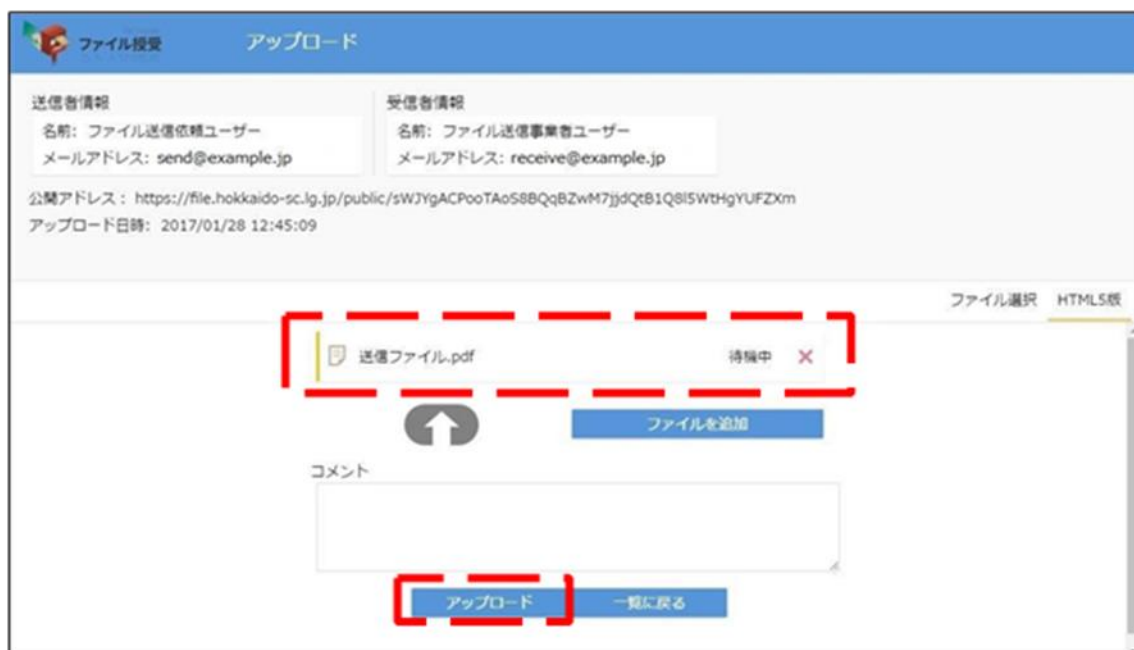 ファイル授受 アップロード
送信者情報 受信者情報
名前: ファイル送信依頼ユーザー 名前: ファイル送信事業者ユーザー
メールアドレス: send@example.jp メールアドレス: receive@example.jp
公開アドレス : https://file.hokkaido-sc.lg.jp/public/sWJYgACPooTAoS8BQqBZwM7jjdQtB1Q8l5WtHgYUFZXm
アップロード日時: 2017/01/28 12:45:09
ファイル選択 HTML5版
送信ファイル.pdf 待機中
ファイルを追加
コメント
アップロード 一覧に戻る